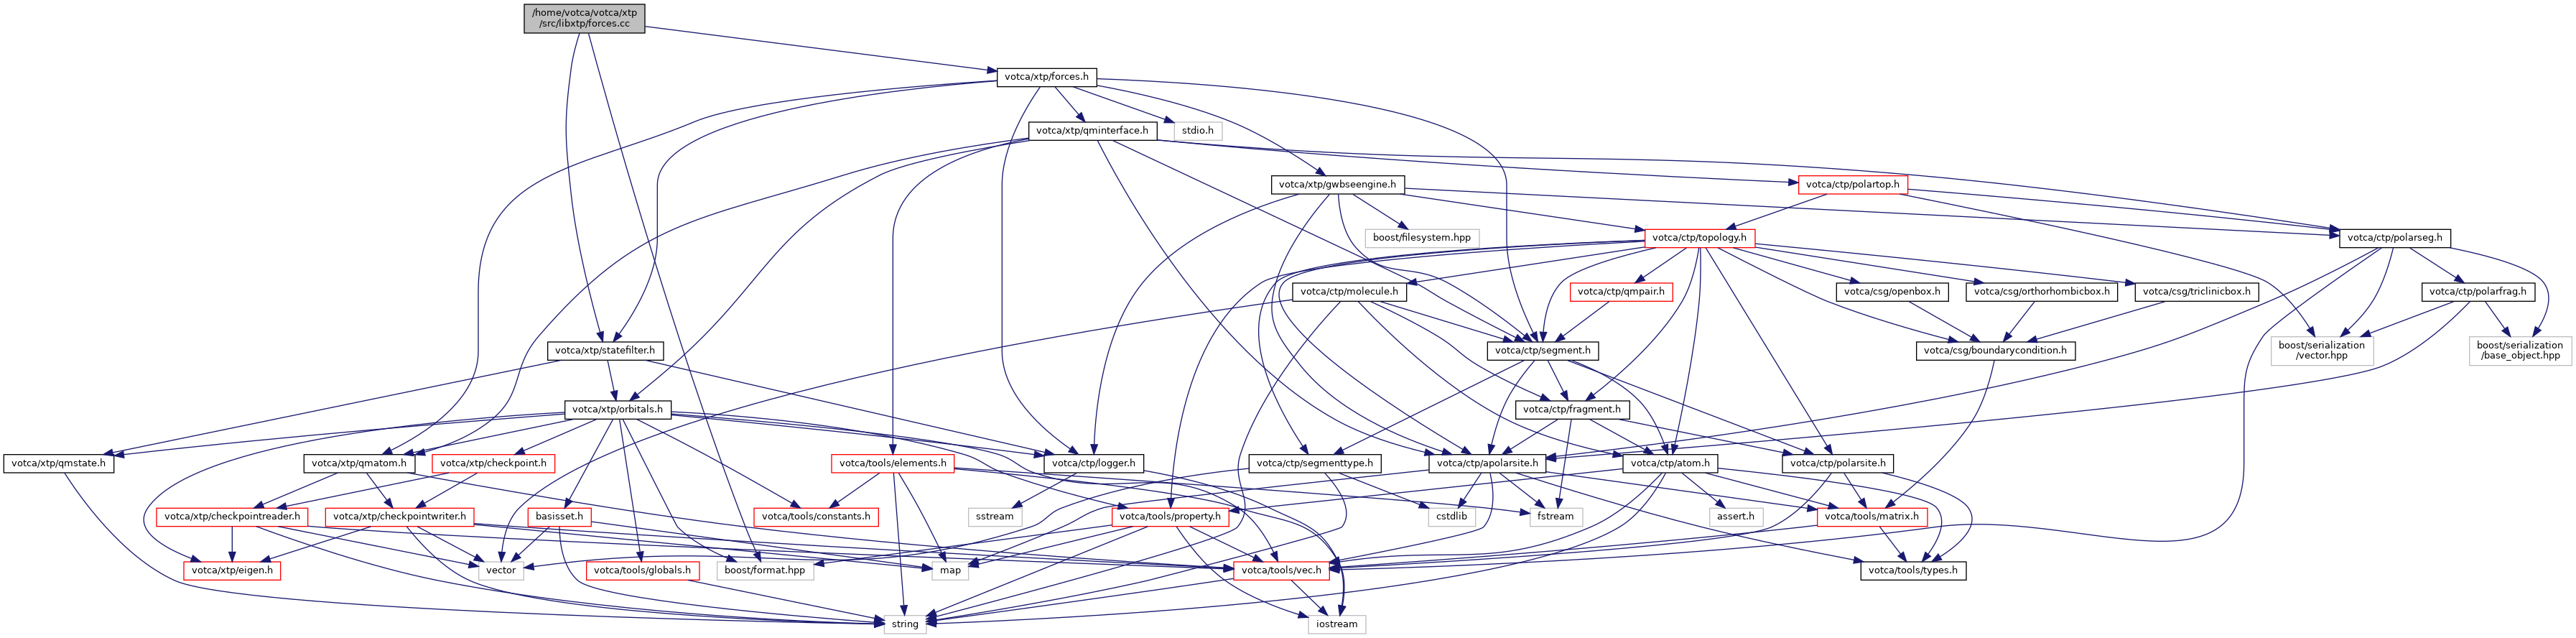 /home/votca/votca/xtp
/src/libxtp/forces.cc
votca/xtp/forces.h
votca/xtp/qminterface.h
stdio.h
votca/xtp/gwbseengine.h
votca/ctp/polartop.h
boost/filesystem.hpp
votca/ctp/topology.h
votca/ctp/polarseg.h
votca/ctp/molecule.h
votca/ctp/qmpair.h
votca/csg/openbox.h
votca/csg/orthorhombicbox.h
votca/csg/triclinicbox.h
votca/ctp/polarfrag.h
votca/xtp/statefilter.h
votca/ctp/segment.h
votca/csg/boundarycondition.h
boost/serialization
/vector.hpp
boost/serialization
/base_object.hpp
votca/xtp/orbitals.h
votca/ctp/fragment.h
votca/xtp/qmstate.h
votca/xtp/qmatom.h
votca/xtp/checkpoint.h
votca/tools/elements.h
votca/ctp/logger.h
votca/ctp/segmenttype.h
votca/ctp/apolarsite.h
votca/ctp/atom.h
votca/ctp/polarsite.h
votca/xtp/checkpointreader.h
votca/xtp/checkpointwriter.h
basisset.h
votca/tools/constants.h
sstream
votca/tools/property.h
cstdlib
fstream
assert.h
votca/tools/matrix.h
votca/xtp/eigen.h
vector
votca/tools/globals.h
boost/format.hpp
map
votca/tools/vec.h
votca/tools/types.h
string
iostream